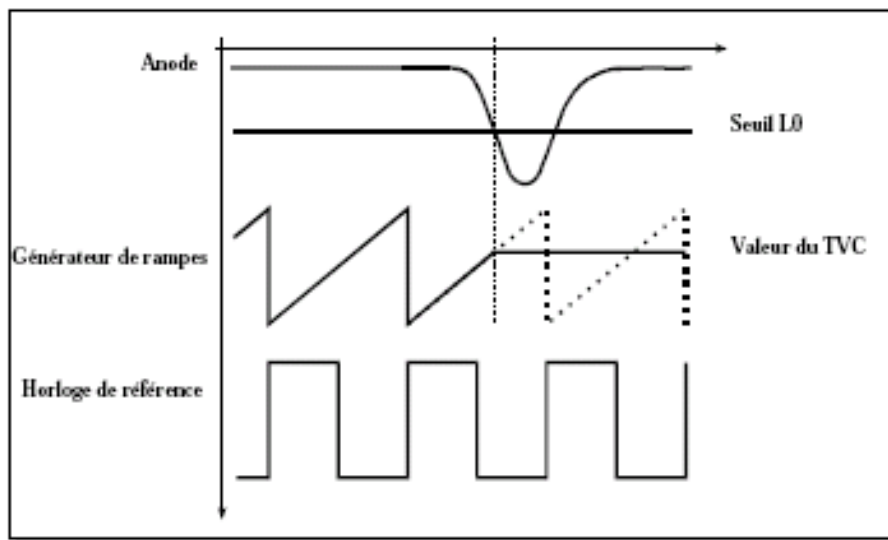 Anode
Seuil L0
Générateur de rampes
Valeur du TVC
Horloge de référence